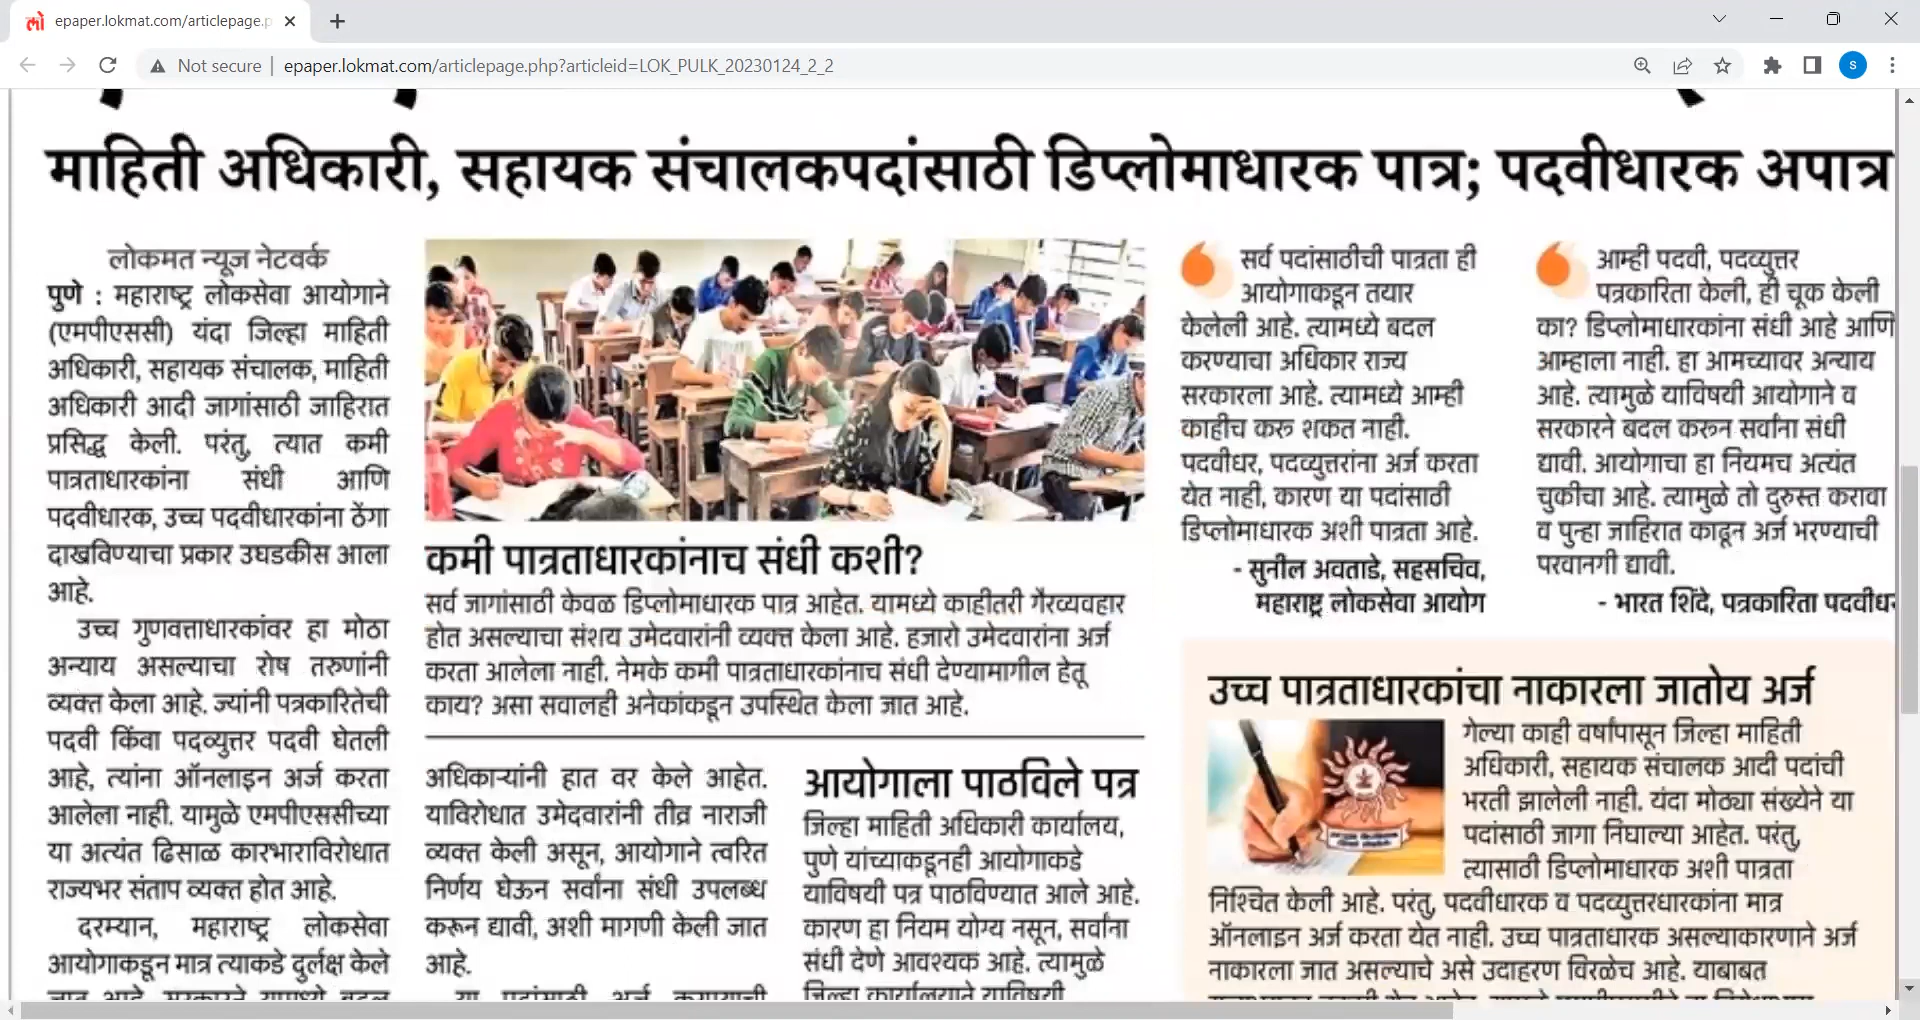 epaper.lokmat.com/articlepage.p
Not secure
epaper.lokmat.com/articlepage.php?articleid=LOK_PULK_20230124_2_2
s
माहिती अधिकारी, सहायक संचालकपदांसाठी डिप्लोमाधारक पात्र; पदवीधारक अपात्र
लोकमत न्यूज नेटवर्क
पुणे : महाराष्ट्र लोकसेवा आयोगाने
(एमपीएससी) यंदा जिल्हा माहिती
अधिकारी, सहायक संचालक, माहिती
अधिकारी आदी जागांसाठी जाहिरात
प्रसिद्ध केली. परंतु, त्यात कमी
पात्रताधारकांना संधी आणि
पदवीधारक, उच्च पदवीधारकांना ठेंगा
दाखविण्याचा प्रकार उघडकीस आला
आहे.
उच्च गुणवत्ताधारकांवर हा मोठा
अन्याय असल्याचा रोष तरुणांनी
व्यक्त केला आहे. ज्यांनी पत्रकारितेची
पदवी किंवा पदव्युत्तर पदवी घेतली
आहे, त्यांना ऑनलाइन अर्ज करता
आलेला नाही. यामुळे एमपीएससीच्या
या अत्यंत ढिसाळ कारभाराविरोधात
राज्यभर संताप व्यक्त होत आहे.
दरम्यान, महाराष्ट्र लोकसेवा
आयोगाकडून मात्र त्याकडे दुर्लक्ष केले
कमी पात्रताधारकांनाच संधी कशी?
सर्व जागांसाठी केवळ डिप्लोमाधारक पात्र आहेत. यामध्ये काहीतरी गैरव्यवहार
होत असल्याचा संशय उमेदवारांनी व्यक्त केला आहे. हजारो उमेदवारांना अर्ज
करता आलेला नाही. नेमके कमी पात्रताधारकांनाच संधी देण्यामागील हेतू
काय? असा सवालही अनेकांकडून उपस्थित केला जात आहे.
अधिकाऱ्यांनी हात वर केले आहेत.
याविरोधात उमेदवारांनी तीव्र नाराजी
व्यक्त केली असून, आयोगाने त्वरित
निर्णय घेऊन सर्वांना संधी उपलब्ध
करून द्यावी, अशी मागणी केली जात
आहे.
आयोगाला पाठविले पत्र
जिल्हा माहिती अधिकारी कार्यालय,
पुणे यांच्याकडूनही आयोगाकडे
याविषयी पत्र पाठविण्यात आले आहे.
कारण हा नियम योग्य नसून, सर्वांना
संधी देणे आवश्यक आहे. त्यामुळे
जिल्हा कार्यालयाने याविषयी
सर्व पदांसाठीची पात्रता ही
आयोगाकडून तयार
केलेली आहे. त्यामध्ये बदल
करण्याचा अधिकार राज्य
सरकारला आहे. त्यामध्ये आम्ही
काहीच करू शकत नाही.
पदवीधर, पदव्युत्तरांना अर्ज करता
येत नाही, कारण या पदांसाठी
डिप्लोमाधारक अशी पात्रता आहे.
- सुनील अवताडे, सहसचिव,
महाराष्ट्र लोकसेवा आयोग
आम्ही पदवी, पदव्युत्तर
पत्रकारिता केली, ही चूक केली
का? डिप्लोमाधारकांना संधी आहे आणि
आम्हाला नाही. हा आमच्यावर अन्याय
आहे. त्यामुळे याविषयी आयोगाने व
सरकारने बदल करून सर्वांना संधी
द्यावी. आयोगाचा हा नियमच अत्यंत
चुकीचा आहे. त्यामुळे तो दुरुस्त करावा
व पुन्हा जाहिरात काढून अर्ज भरण्याची
परवानगी द्यावी.
- भारत शिंदे, पत्रकारिता पदवीधर
उच्च पात्रताधारकांचा नाकारला जातोय अर्ज
गेल्या काही वर्षांपासून जिल्हा माहिती
अधिकारी, सहायक संचालक आदी पदांची
भरती झालेली नाही. यंदा मोठ्या संख्येने या
पदांसाठी जागा निघाल्या आहेत. परंतु,
त्यासाठी डिप्लोमाधारक अशी पात्रता
निश्चित केली आहे. परंतु, पदवीधारक व पदव्युत्तरधारकांना मात्र
ऑनलाइन अर्ज करता येत नाही. उच्च पात्रताधारक असल्याकारणाने अर्ज
नाकारला जात असल्याचे असे उदाहरण विरळेच आहे. याबाबत